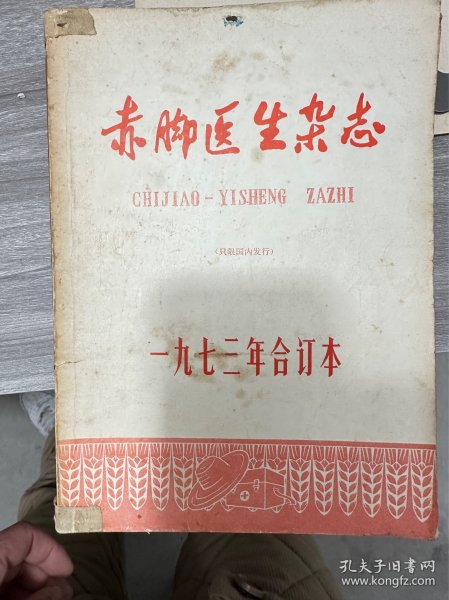 赤脚医生杂志
CHIJIAO-YISHENG ZAZHI
(只限国内发行)
一九七三年合订本
孔夫子旧书网
www.kongfz.com